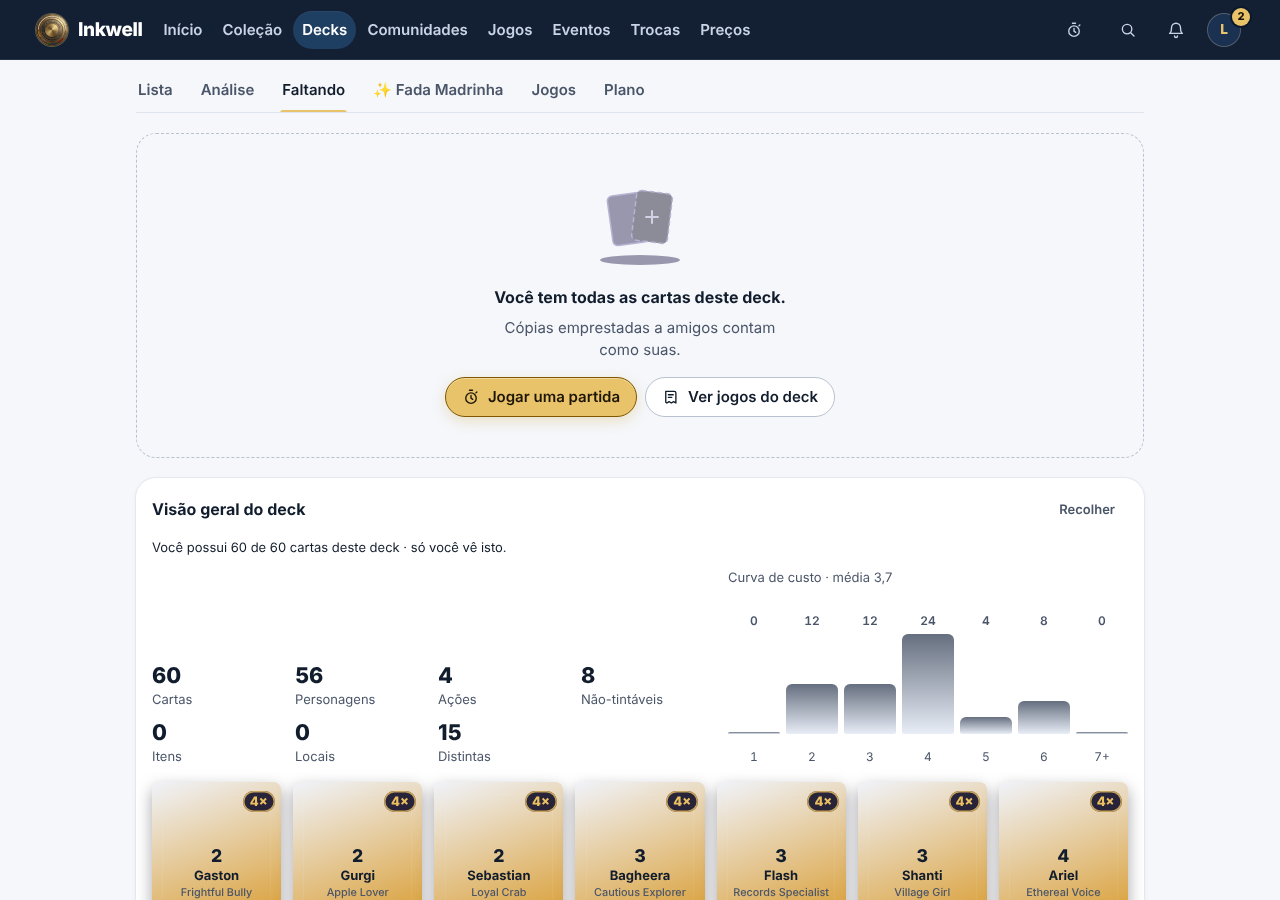 Inkwell Início Coleção Decks Comunidades Jogos Eventos Trocas Preços L 2
Lista Análise Faltando ✨ Fada Madrinha Jogos Plano
Você tem todas as cartas deste deck.
Cópias emprestadas a amigos contam
como suas.
Jogar uma partida Ver jogos do deck
Visão geral do deck Recolher
Você possui 60 de 60 cartas deste deck · só você vê isto.
Curva de custo · média 3,7
0 12 12 24 4 8 0
60 56 4 8
Cartas Personagens Ações Não-tintáveis
0 0 15
Itens Locais Distintas
1 2 3 4 5 6 7+
4× 4× 4× 4× 4× 4× 4×
2 2 2 3 3 3 4
Gaston Gurgi Sebastian Bagheera Flash Shanti Ariel
Frightful Bully Apple Lover Loyal Crab Cautious Explorer Records Specialist Village Girl Ethereal Voice